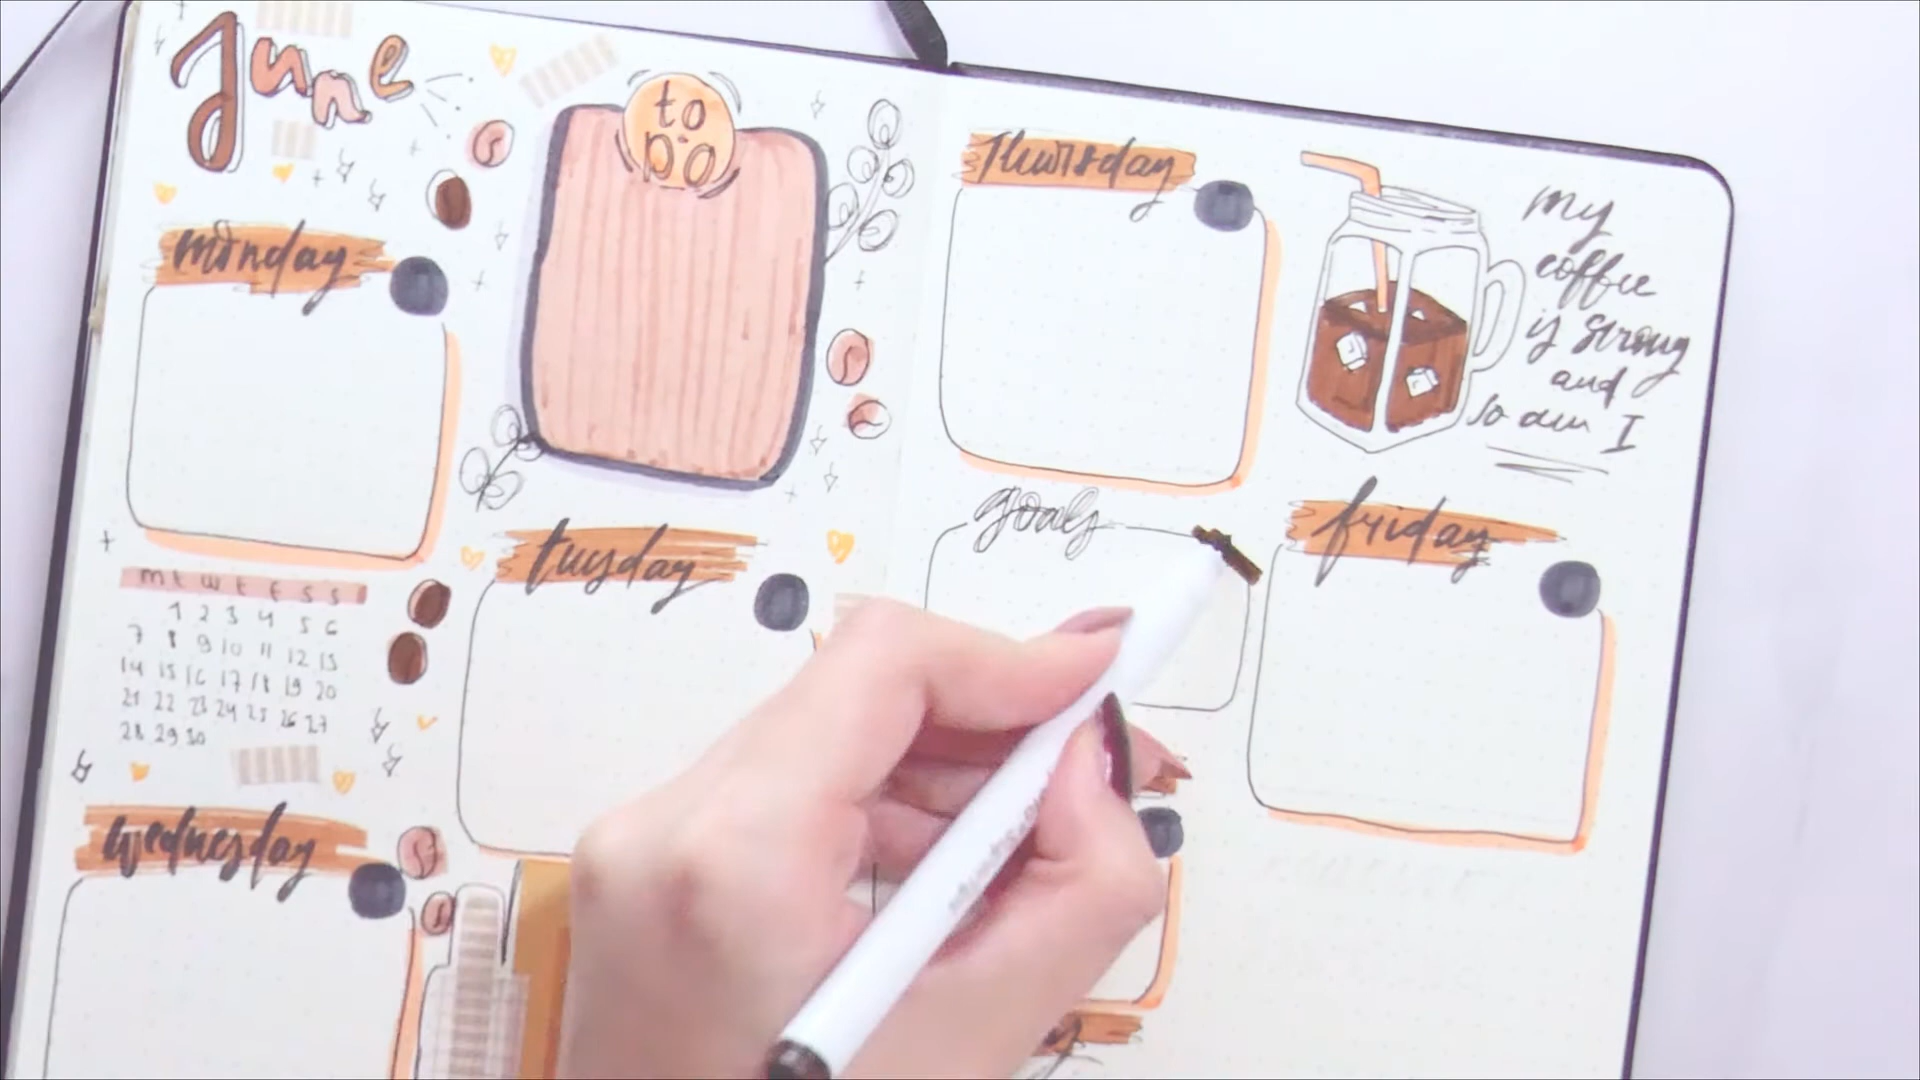 June
to
Do
monday
M T W T F S S
1 2 3 4 5 6
7 8 9 10 11 12 13
14 15 16 17 18 19 20
21 22 23 24 25 26 27
28 29 30
tuysday
wednesday
Thursday
my
coffee
is strong
and
so am I
goals
friday